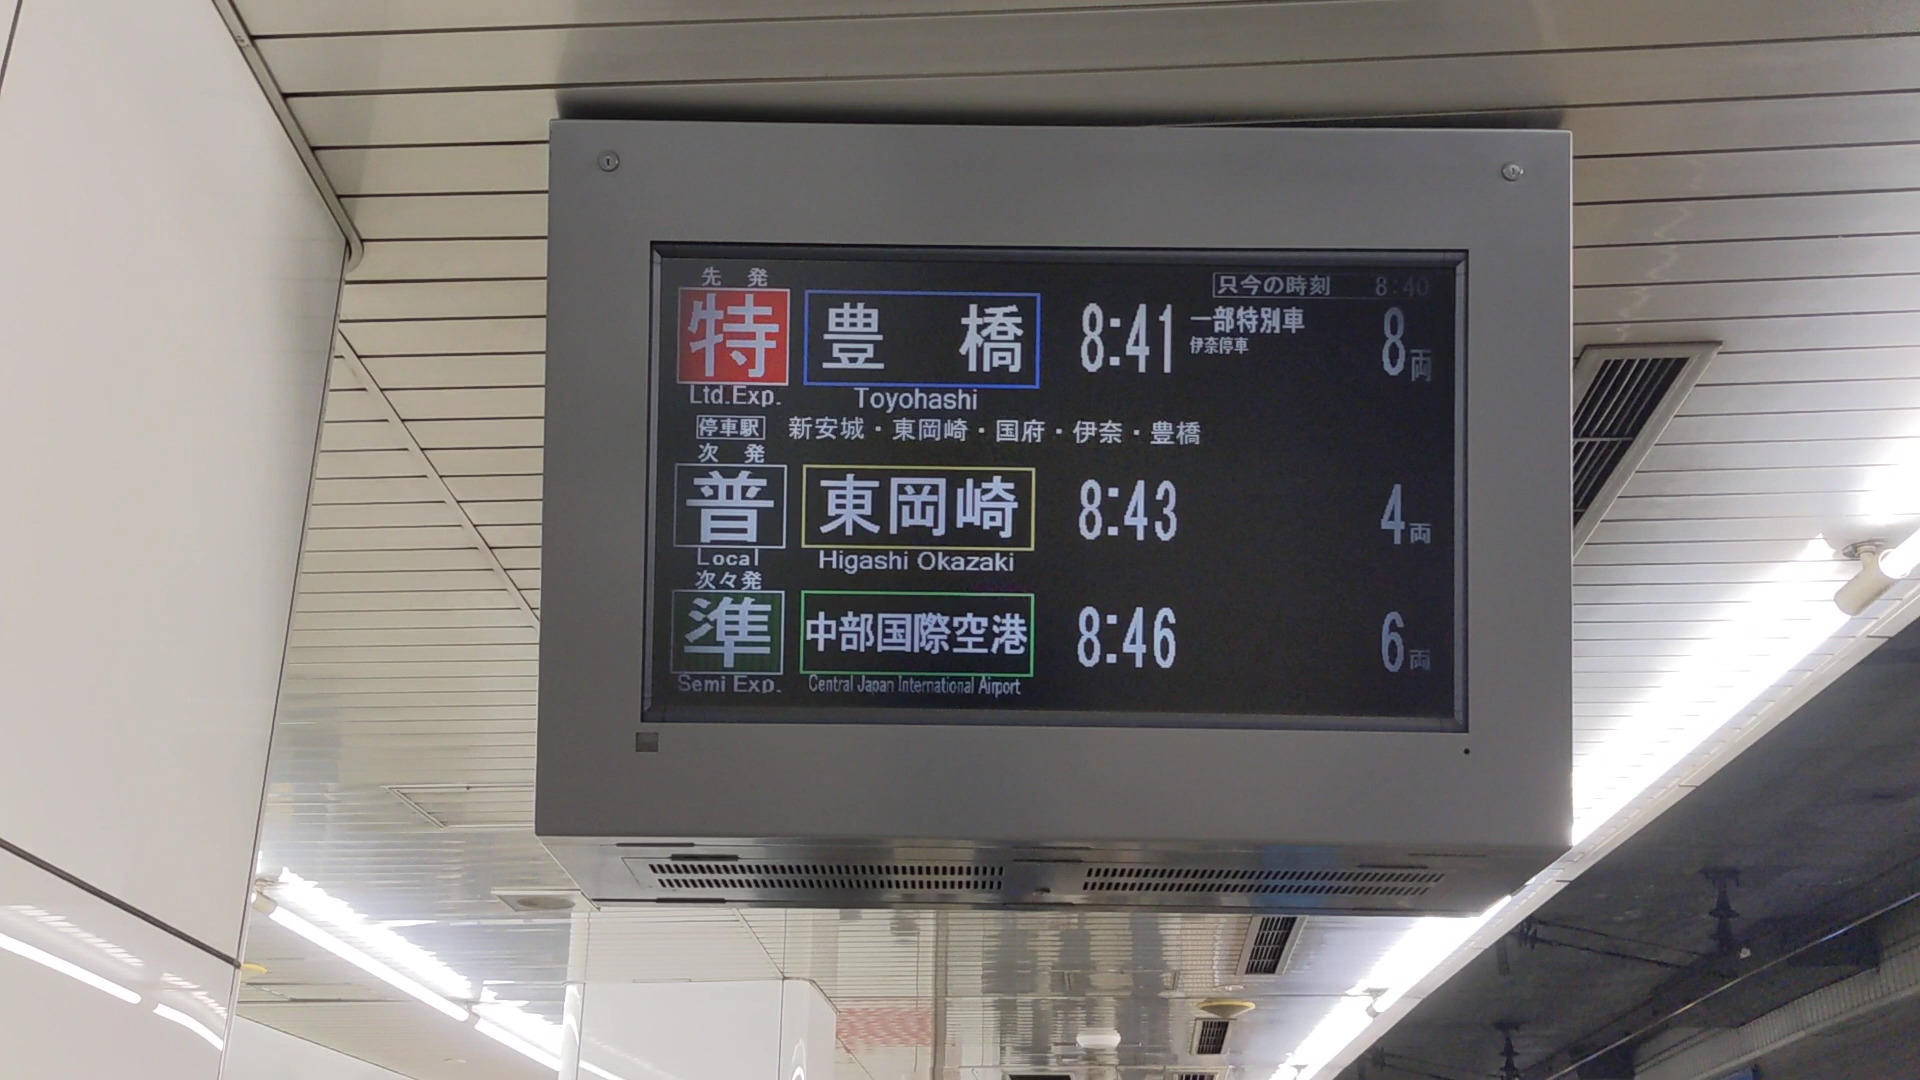 先発 只今の時刻 8:40
特 豊橋 8:41 一部特別車 8両
伊奈停車
Ltd.Exp. Toyohashi
停車駅 新安城・東岡崎・国府・伊奈・豊橋
次発
普 東岡崎 8:43 4両
Local Higashi Okazaki
次々発
準 中部国際空港 8:46 6両
Semi Exp. Central Japan International Airport